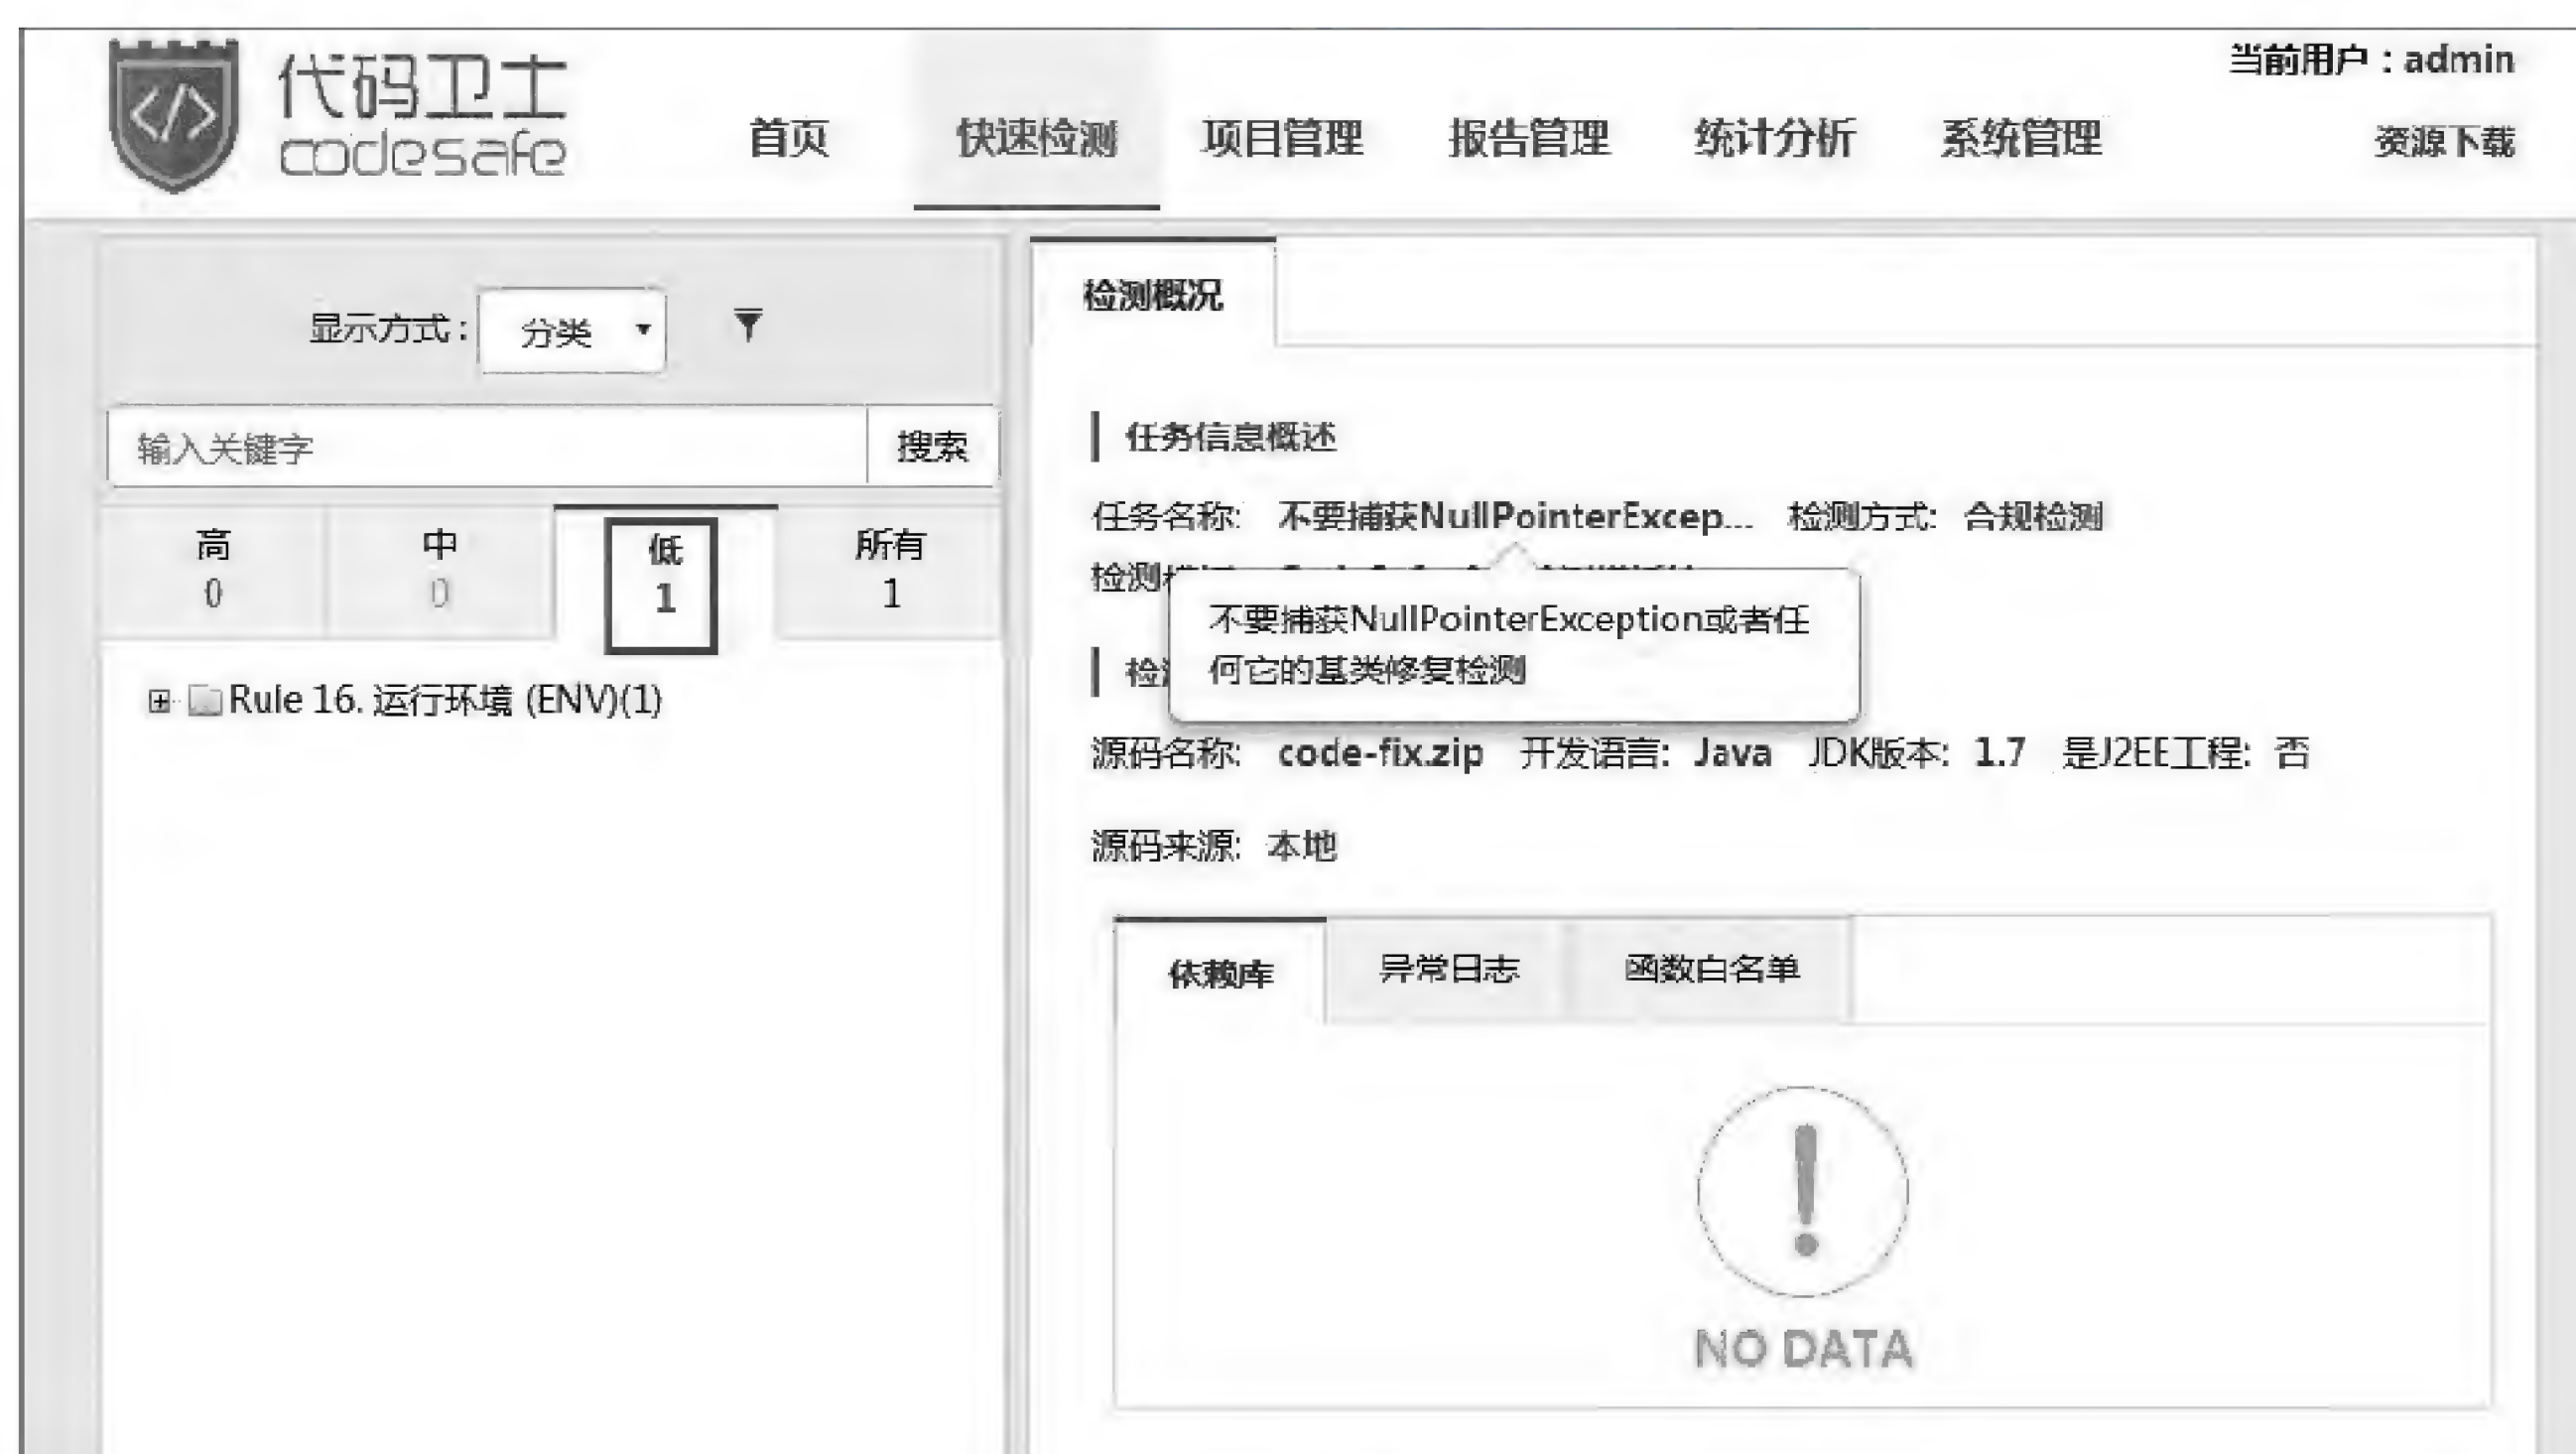 当前用户：admin
代码卫士
codesafe
首页 快速检测 项目管理 报告管理 统计分析 系统管理 资源下载
显示方式： 分类
输入关键字 搜索
高 中 低 所有
0 0 1 1
Rule 16. 运行环境 (ENV)(1)
检测概况
任务信息概述
任务名称: 不要捕获NullPointerExcep... 检测方式: 合规检测
不要捕获NullPointerException或者任
何它的基类修复检测
源码名称: code-fix.zip 开发语言: Java JDK版本: 1.7 是J2EE工程: 否
源码来源: 本地
依赖库 异常日志 函数白名单
NO DATA